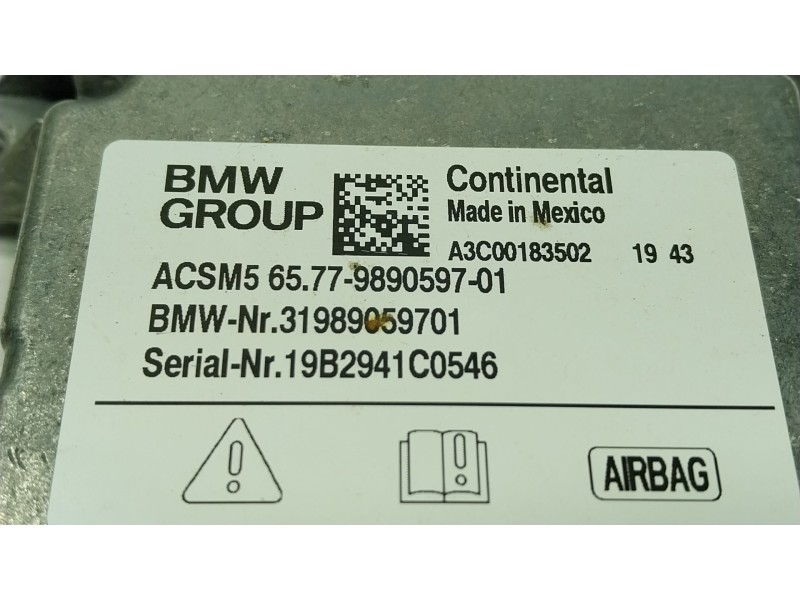 BMW
GROUP
Continental
Made in Mexico
A3C00183502 19 43
ACSM5 65.77-9890597-01
BMW-Nr.31989059701
Serial-Nr.19B2941C0546
AIRBAG